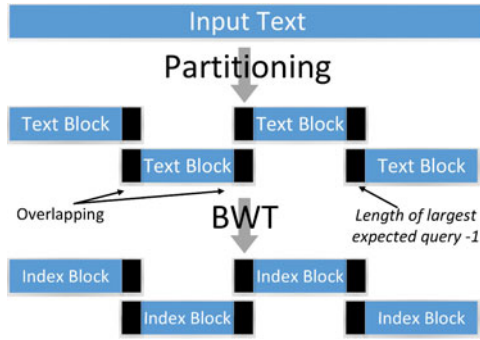 Input Text
Partitioning
Text Block
Text Block
Text Block
Text Block
Overlapping
BWT
Length of largest
expected query -1
Index Block
Index Block
Index Block
Index Block